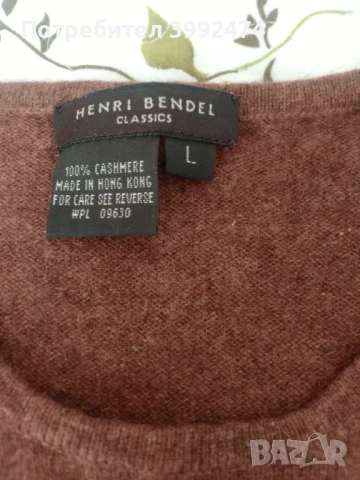 Потребител 3992474
HENRI BENDEL
CLASSICS
L
100% CASHMERE
MADE IN HONG KONG
FOR CARE SEE REVERSE
WPL 09630
BAZAR